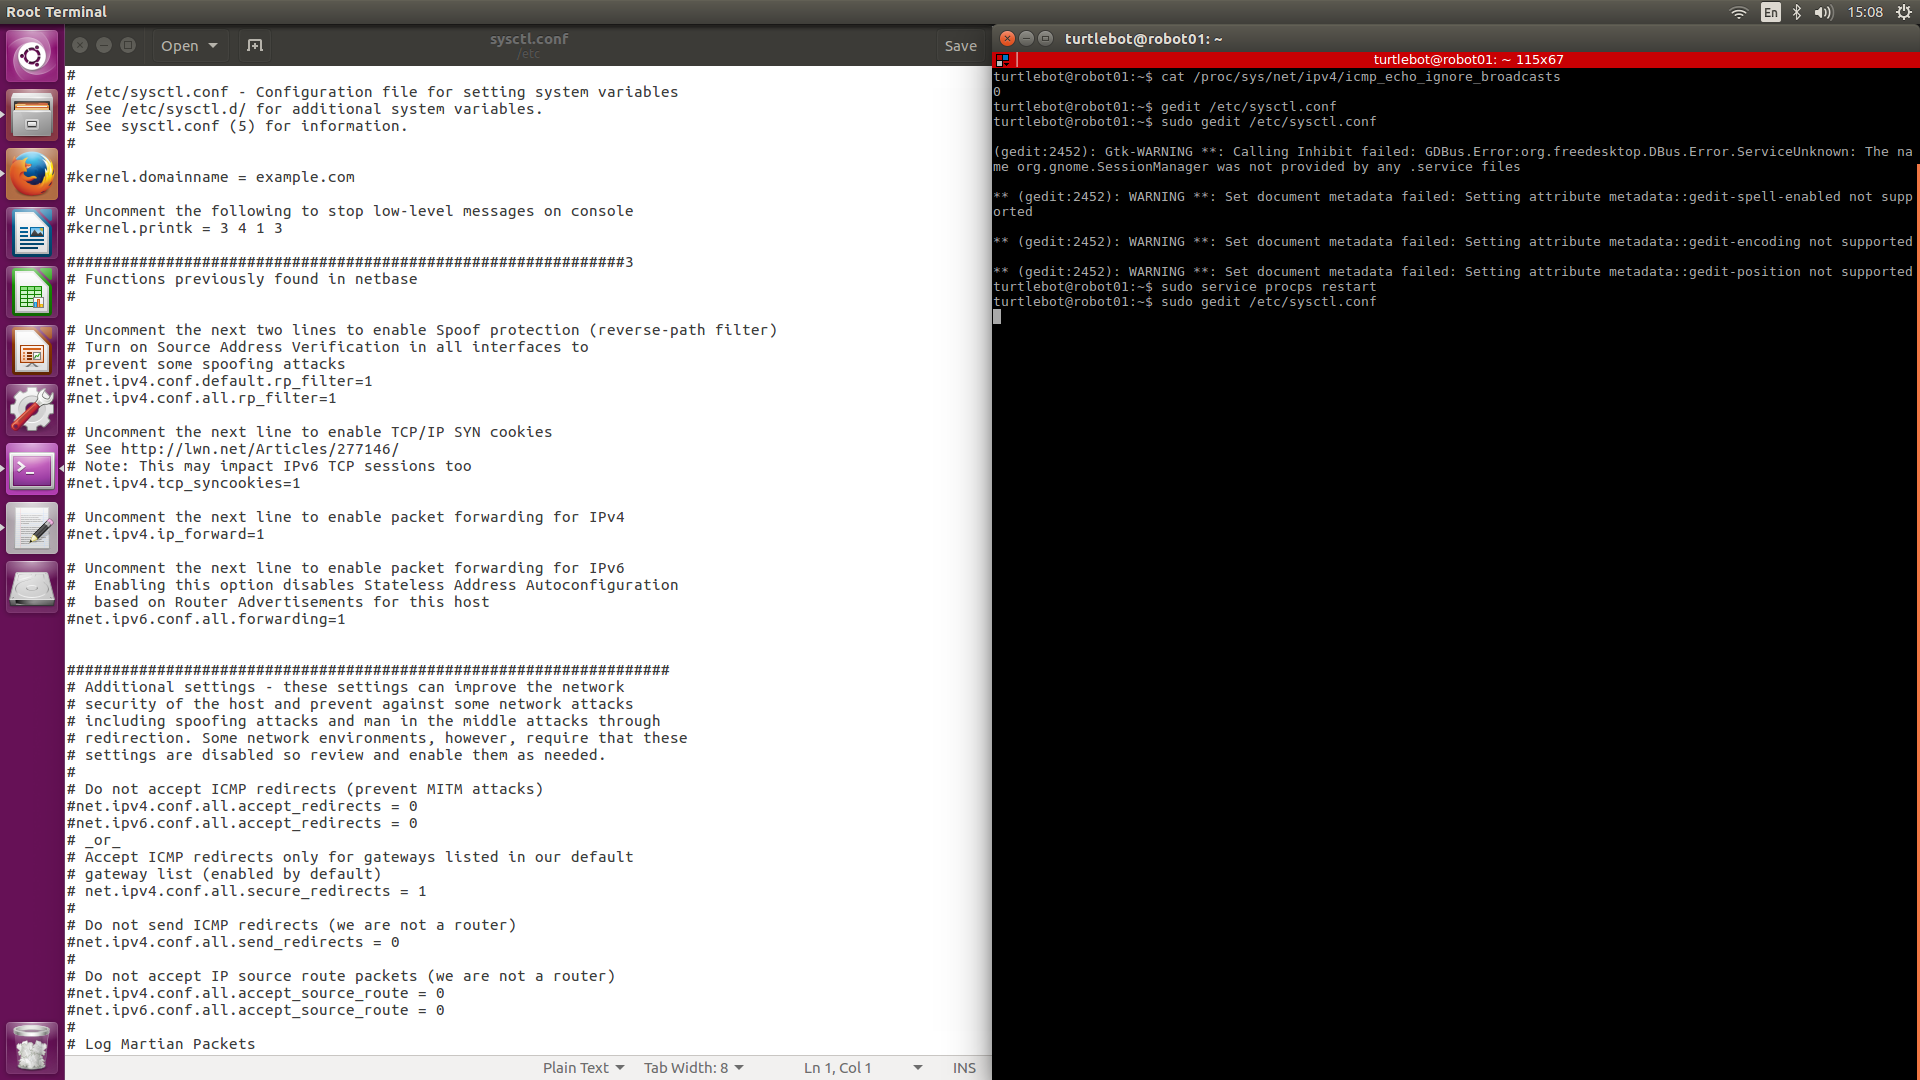 Root Terminal
En
15:08
Open
sysctl.conf
/etc
Save
#
# /etc/sysctl.conf - Configuration file for setting system variables
# See /etc/sysctl.d/ for additional system variables.
# See sysctl.conf (5) for information.
#
#kernel.domainname = example.com
# Uncomment the following to stop low-level messages on console
#kernel.printk = 3 4 1 3
##############################################################3
# Functions previously found in netbase
#
# Uncomment the next two lines to enable Spoof protection (reverse-path filter)
# Turn on Source Address Verification in all interfaces to
# prevent some spoofing attacks
#net.ipv4.conf.default.rp_filter=1
#net.ipv4.conf.all.rp_filter=1
# Uncomment the next line to enable TCP/IP SYN cookies
# See http://lwn.net/Articles/277146/
# Note: This may impact IPv6 TCP sessions too
#net.ipv4.tcp_syncookies=1
# Uncomment the next line to enable packet forwarding for IPv4
#net.ipv4.ip_forward=1
# Uncomment the next line to enable packet forwarding for IPv6
#  Enabling this option disables Stateless Address Autoconfiguration
#  based on Router Advertisements for this host
#net.ipv6.conf.all.forwarding=1
###################################################################
# Additional settings - these settings can improve the network
# security of the host and prevent against some network attacks
# including spoofing attacks and man in the middle attacks through
# redirection. Some network environments, however, require that these
# settings are disabled so review and enable them as needed.
#
# Do not accept ICMP redirects (prevent MITM attacks)
#net.ipv4.conf.all.accept_redirects = 0
#net.ipv6.conf.all.accept_redirects = 0
# _or_
# Accept ICMP redirects only for gateways listed in our default
# gateway list (enabled by default)
# net.ipv4.conf.all.secure_redirects = 1
#
# Do not send ICMP redirects (we are not a router)
#net.ipv4.conf.all.send_redirects = 0
#
# Do not accept IP source route packets (we are not a router)
#net.ipv4.conf.all.accept_source_route = 0
#net.ipv6.conf.all.accept_source_route = 0
#
# Log Martian Packets
Plain Text
Tab Width: 8
Ln 1, Col 1
INS
turtlebot@robot01: ~
turtlebot@robot01: ~ 115x67
turtlebot@robot01:~$ cat /proc/sys/net/ipv4/icmp_echo_ignore_broadcasts
0
turtlebot@robot01:~$ gedit /etc/sysctl.conf
turtlebot@robot01:~$ sudo gedit /etc/sysctl.conf
(gedit:2452): Gtk-WARNING **: Calling Inhibit failed: GDBus.Error:org.freedesktop.DBus.Error.ServiceUnknown: The na
me org.gnome.SessionManager was not provided by any .service files
** (gedit:2452): WARNING **: Set document metadata failed: Setting attribute metadata::gedit-spell-enabled not supp
orted
** (gedit:2452): WARNING **: Set document metadata failed: Setting attribute metadata::gedit-encoding not supported
** (gedit:2452): WARNING **: Set document metadata failed: Setting attribute metadata::gedit-position not supported
turtlebot@robot01:~$ sudo service procps restart
turtlebot@robot01:~$ sudo gedit /etc/sysctl.conf